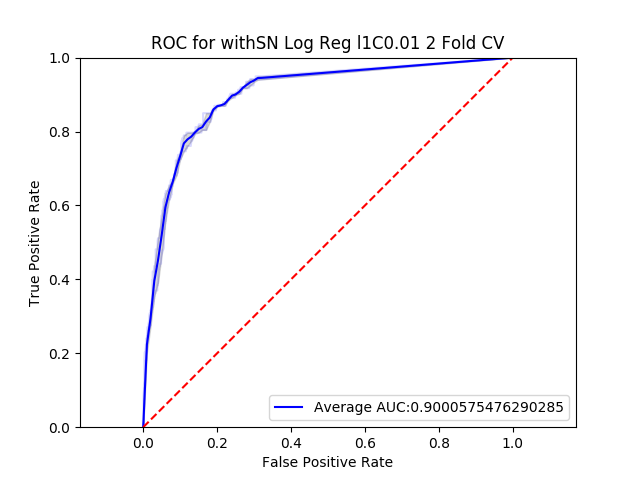 ROC for withSN Log Reg l1C0.01 2 Fold CV
True Positive Rate
1.0
0.8
0.6
0.4
0.2
0.0
Average AUC:0.9000575476290285
0.0 0.2 0.4 0.6 0.8 1.0
False Positive Rate